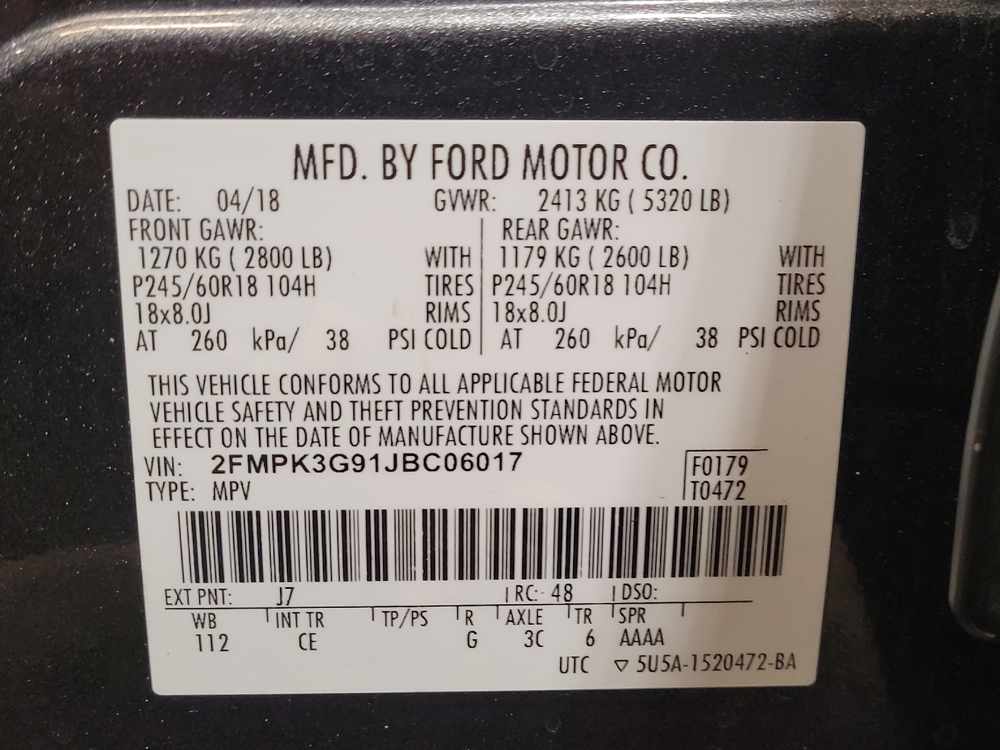 MFD. BY FORD MOTOR CO.
DATE: 04/18 GVWR: 2413 KG ( 5320 LB)
FRONT GAWR: REAR GAWR:
1270 KG ( 2800 LB) WITH 1179 KG ( 2600 LB) WITH
P245/60R18 104H TIRES P245/60R18 104H TIRES
18x8.0J RIMS 18x8.0J RIMS
AT 260 kPa/ 38 PSI COLD AT 260 kPa/ 38 PSI COLD
THIS VEHICLE CONFORMS TO ALL APPLICABLE FEDERAL MOTOR
VEHICLE SAFETY AND THEFT PREVENTION STANDARDS IN
EFFECT ON THE DATE OF MANUFACTURE SHOWN ABOVE.
VIN: 2FMPK3G91JBC06017 F0179
TYPE: MPV T0472
EXT PNT: J7 RC: 48 DSO:
WB INT TR TP/PS R AXLE TR SPR
112 CE G 3C 6 AAAA
UTC ▽ 5U5A-1520472-BA